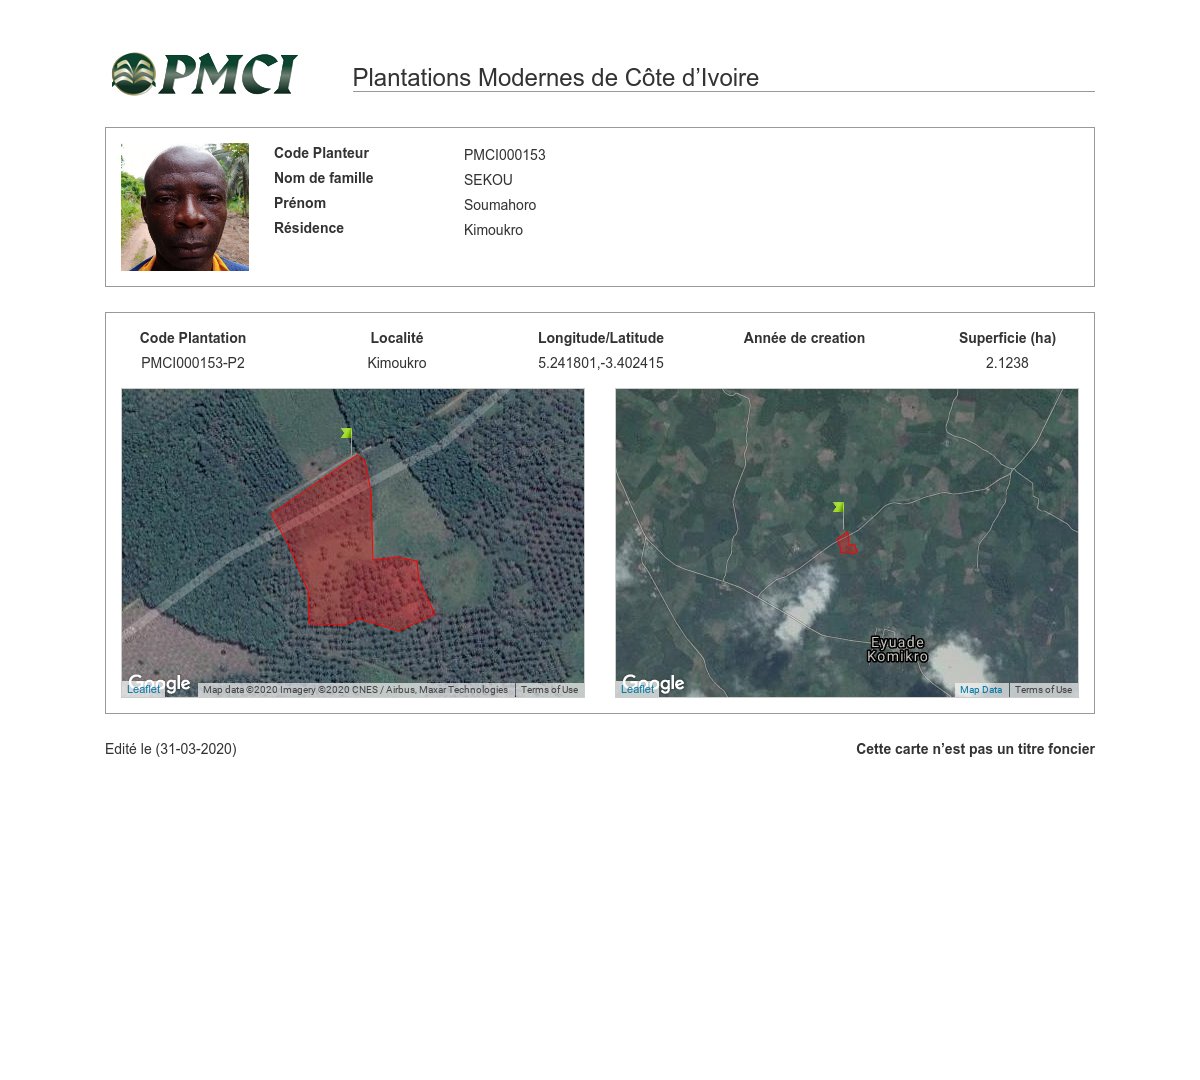 PMCI
Plantations Modernes de Côte d'Ivoire
Code Planteur PMCI000153
Nom de famille SEKOU
Prénom Soumahoro
Résidence Kimoukro
Code Plantation Localité Longitude/Latitude Année de creation Superficie (ha)
PMCI000153-P2 Kimoukro 5.241801,-3.402415 2.1238
Eyuade
Komikro
Google
Leaflet Map data ©2020 Imagery ©2020 CNES / Airbus, Maxar Technologies Terms of Use
Google
Leaflet Map Data Terms of Use
Edité le (31-03-2020) Cette carte n'est pas un titre foncier